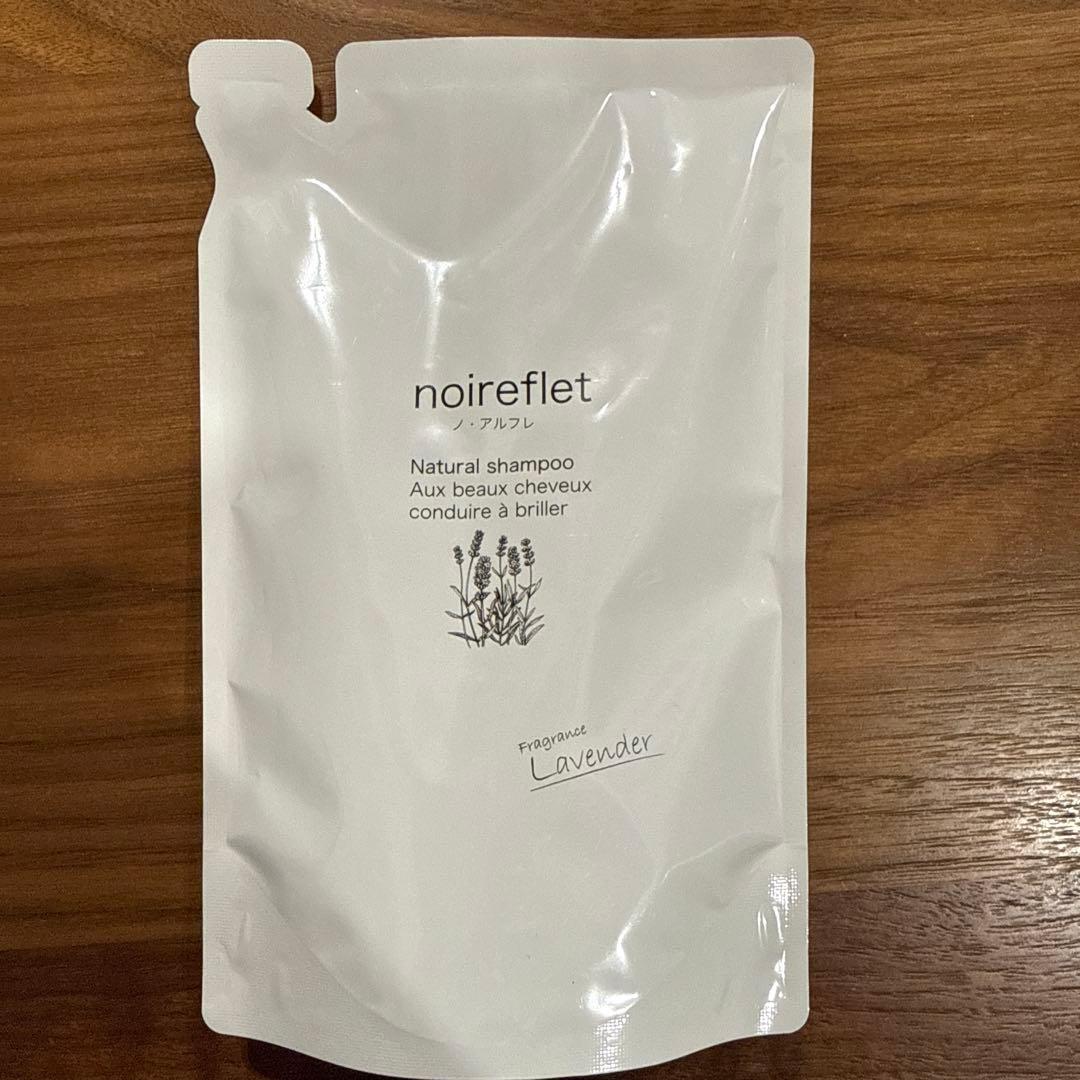 noireflet
ノ・アルフレ
Natural shampoo
Aux beaux cheveux
conduire à briller
Fragrance
Lavender